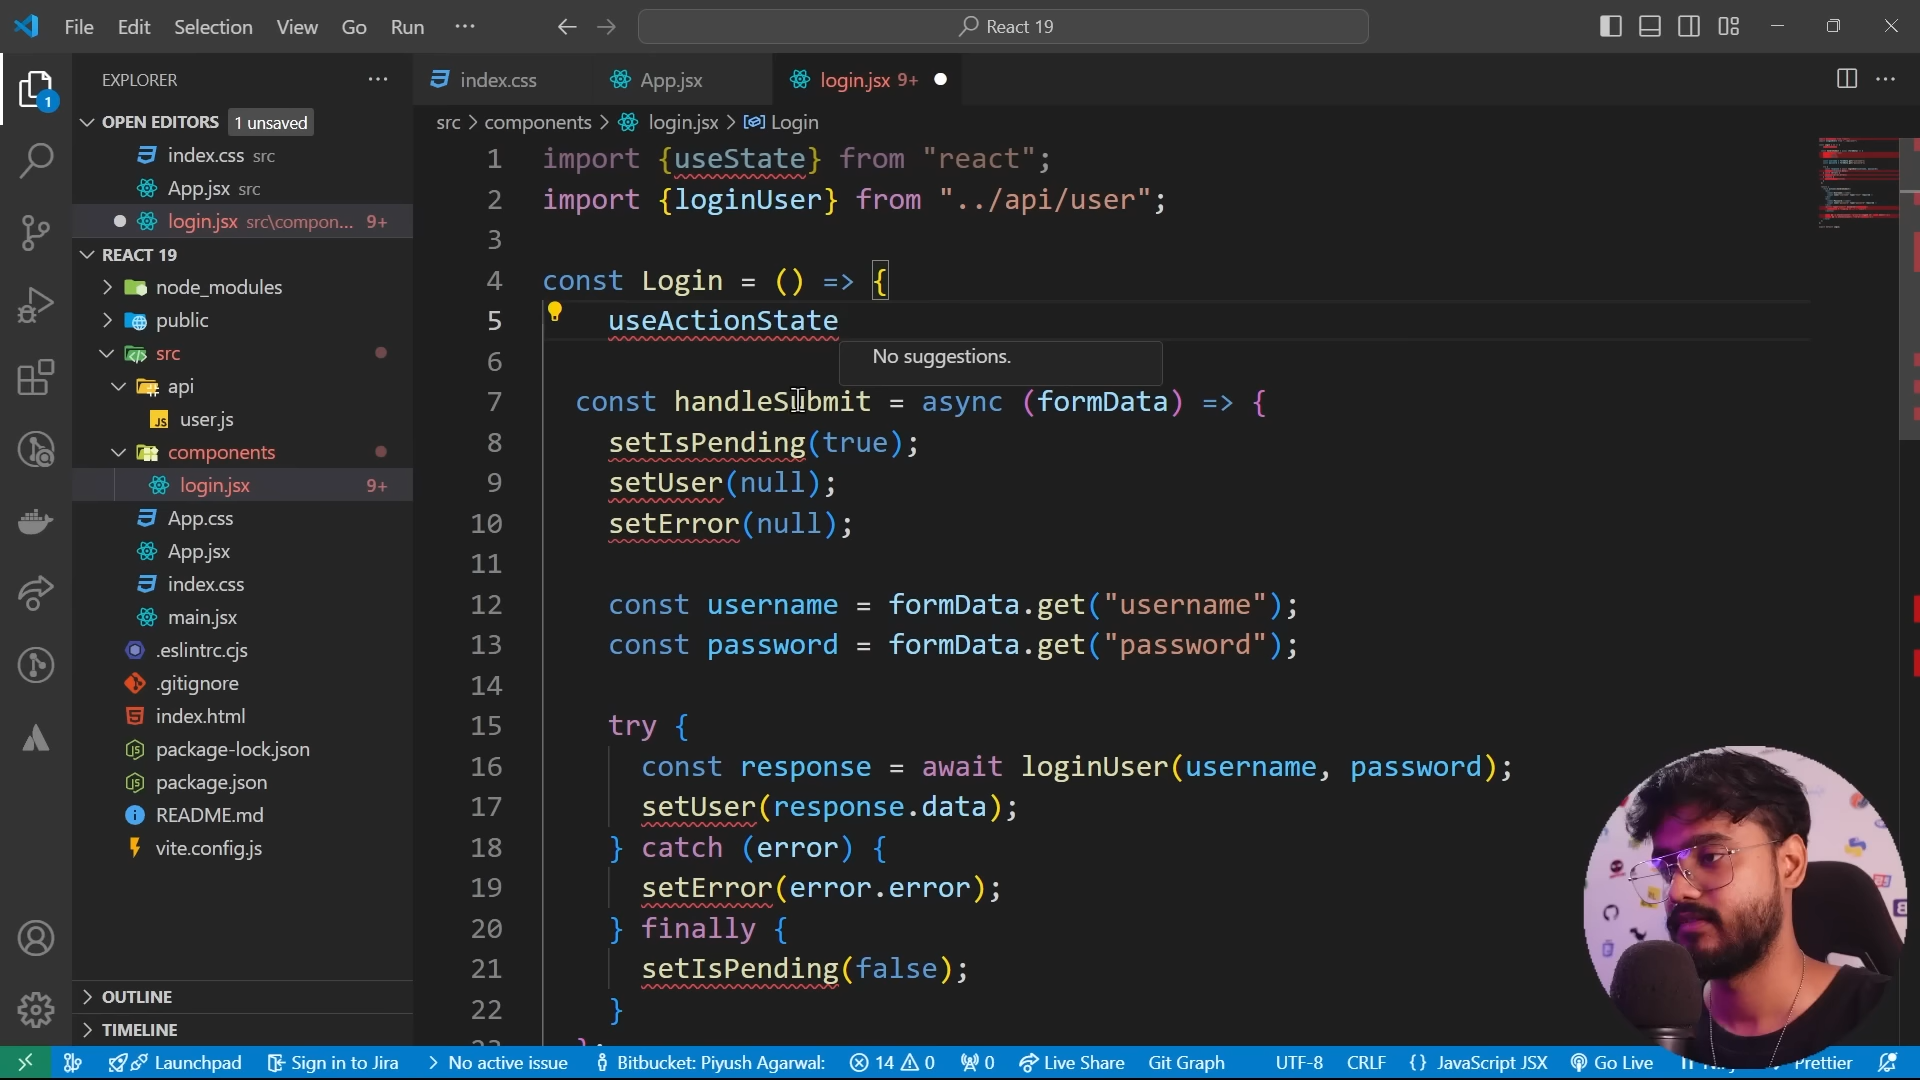 File Edit Selection View Go Run ··· React 19
EXPLORER
OPEN EDITORS 1 unsaved
index.css src
App.jsx src
login.jsx src\compon... 9+
REACT 19
node_modules
public
src
api
JS user.js
components
login.jsx 9+
App.css
App.jsx
index.css
main.jsx
.eslintrc.cjs
.gitignore
index.html
package-lock.json
package.json
README.md
vite.config.js
OUTLINE
TIMELINE
1
index.css App.jsx login.jsx 9+
src > components > login.jsx > Login
1 import {useState} from "react";
2 import {loginUser} from "../api/user";
3
4 const Login = () => {
5 useActionState
No suggestions.
6
7 const handleSubmit = async (formData) => {
8 setIsPending(true);
9 setUser(null);
10 setError(null);
11
12 const username = formData.get("username");
13 const password = formData.get("password");
14
15 try {
16 const response = await loginUser(username, password);
17 setUser(response.data);
18 } catch (error) {
19 setError(error.error);
20 } finally {
21 setIsPending(false);
22 }
Launchpad Sign in to Jira No active issue Bitbucket: Piyush Agarwal: 14 0 0 Live Share Git Graph UTF-8 CRLF {} JavaScript JSX Go Live Prettier